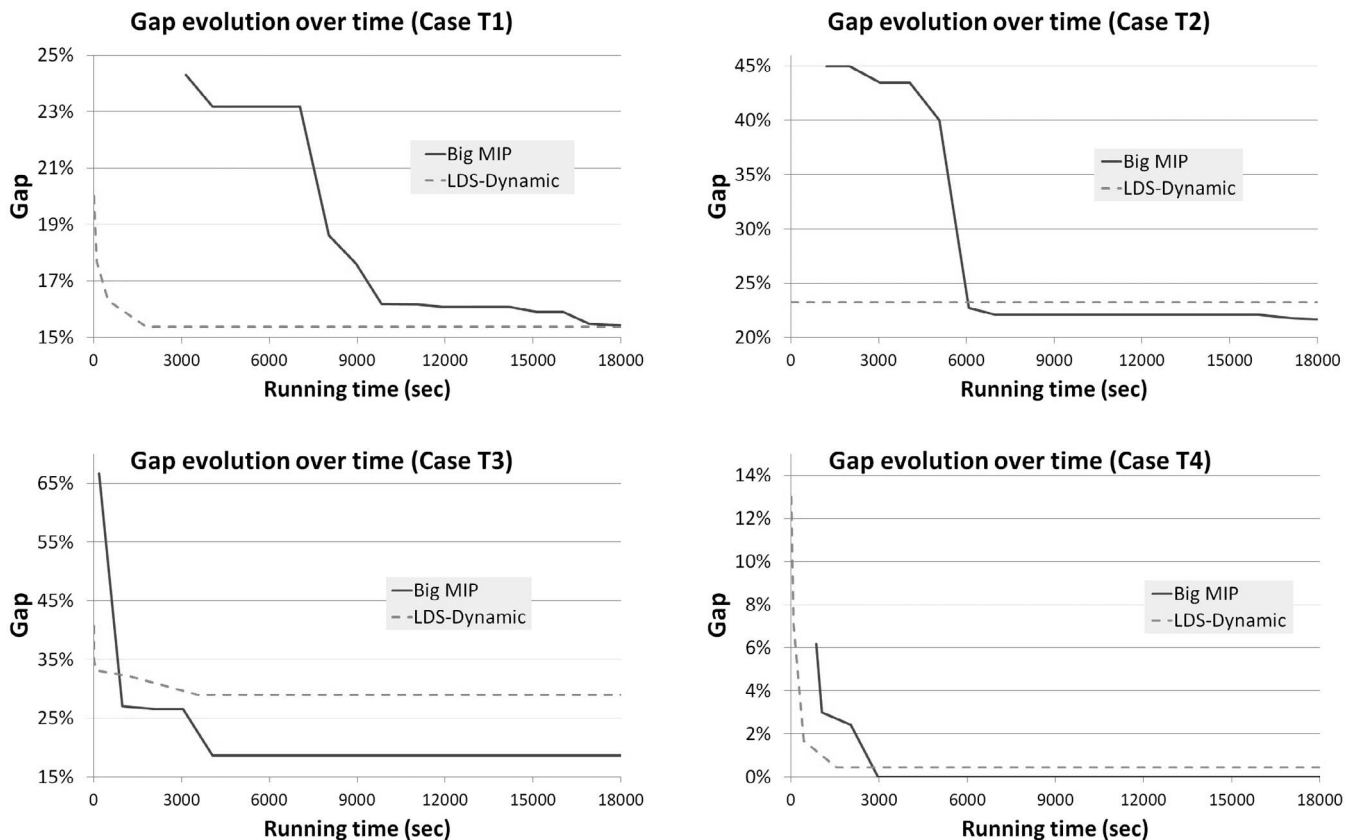 Gap evolution over time (Case T1)
25%
23%
21%
19%
17%
15%
Gap
Big MIP
LDS-Dynamic
0 3000 6000 9000 12000 15000 18000
Running time (sec)
Gap evolution over time (Case T2)
45%
40%
35%
30%
25%
20%
Gap
Big MIP
LDS-Dynamic
0 3000 6000 9000 12000 15000 18000
Running time (sec)
Gap evolution over time (Case T3)
65%
55%
45%
35%
25%
15%
Gap
Big MIP
LDS-Dynamic
0 3000 6000 9000 12000 15000 18000
Running time (sec)
Gap evolution over time (Case T4)
14%
12%
10%
8%
6%
4%
2%
0%
Gap
Big MIP
LDS-Dynamic
0 3000 6000 9000 12000 15000 18000
Running time (sec)